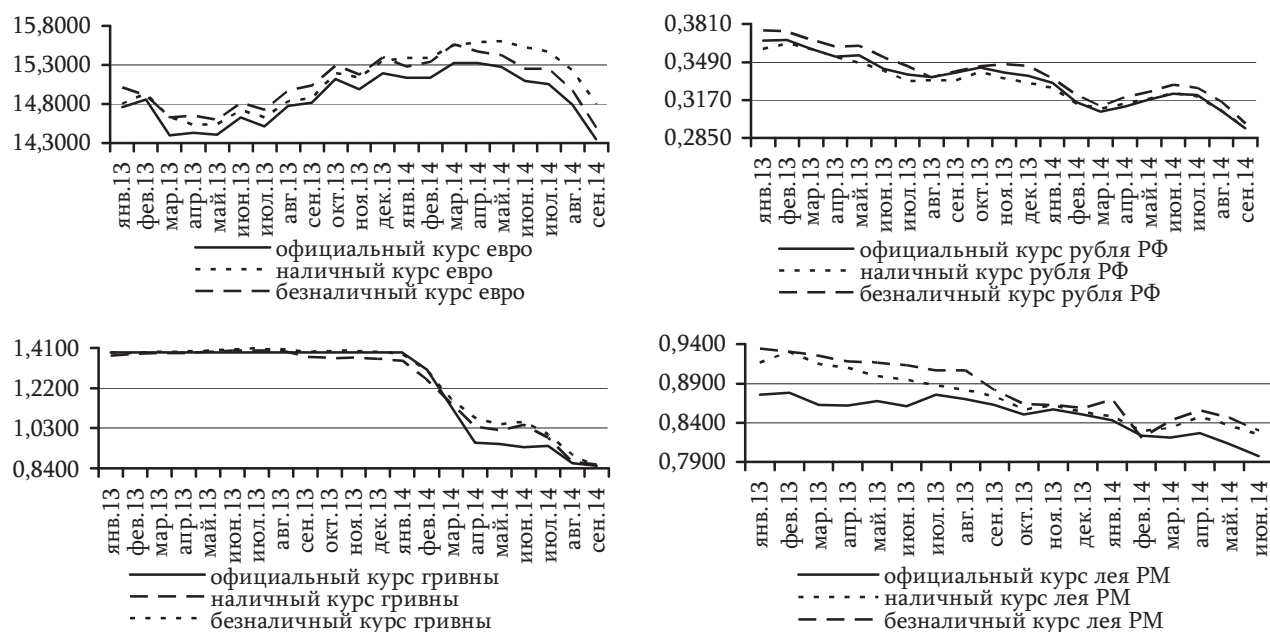 15,8000
15,3000
14,8000
14,3000
янв.13
фев.13
мар.13
апр.13
май.13
июн.13
июл.13
авг.13
сен.13
окт.13
ноя.13
дек.13
янв.14
фев.14
мар.14
апр.14
май.14
июн.14
июл.14
авг.14
сен.14
официальный курс евро
наличный курс евро
безналичный курс евро
0,3810
0,3490
0,3170
0,2850
янв.13
фев.13
мар.13
апр.13
май.13
июн.13
июл.13
авг.13
сен.13
окт.13
ноя.13
дек.13
янв.14
фев.14
мар.14
апр.14
май.14
июн.14
июл.14
авг.14
сен.14
официальный курс рубля РФ
наличный курс рубля РФ
безналичный курс рубля РФ
1,4100
1,2200
1,0300
0,8400
янв.13
фев.13
мар.13
апр.13
май.13
июн.13
июл.13
авг.13
сен.13
окт.13
ноя.13
дек.13
янв.14
фев.14
мар.14
апр.14
май.14
июн.14
июл.14
авг.14
сен.14
официальный курс гривны
наличный курс гривны
безналичный курс гривны
0,9400
0,8900
0,8400
0,7900
янв.13
фев.13
мар.13
апр.13
май.13
июн.13
июл.13
авг.13
сен.13
окт.13
ноя.13
дек.13
янв.14
фев.14
мар.14
апр.14
май.14
июн.14
официальный курс лея РМ
наличный курс лея РМ
безналичный курс лея РМ